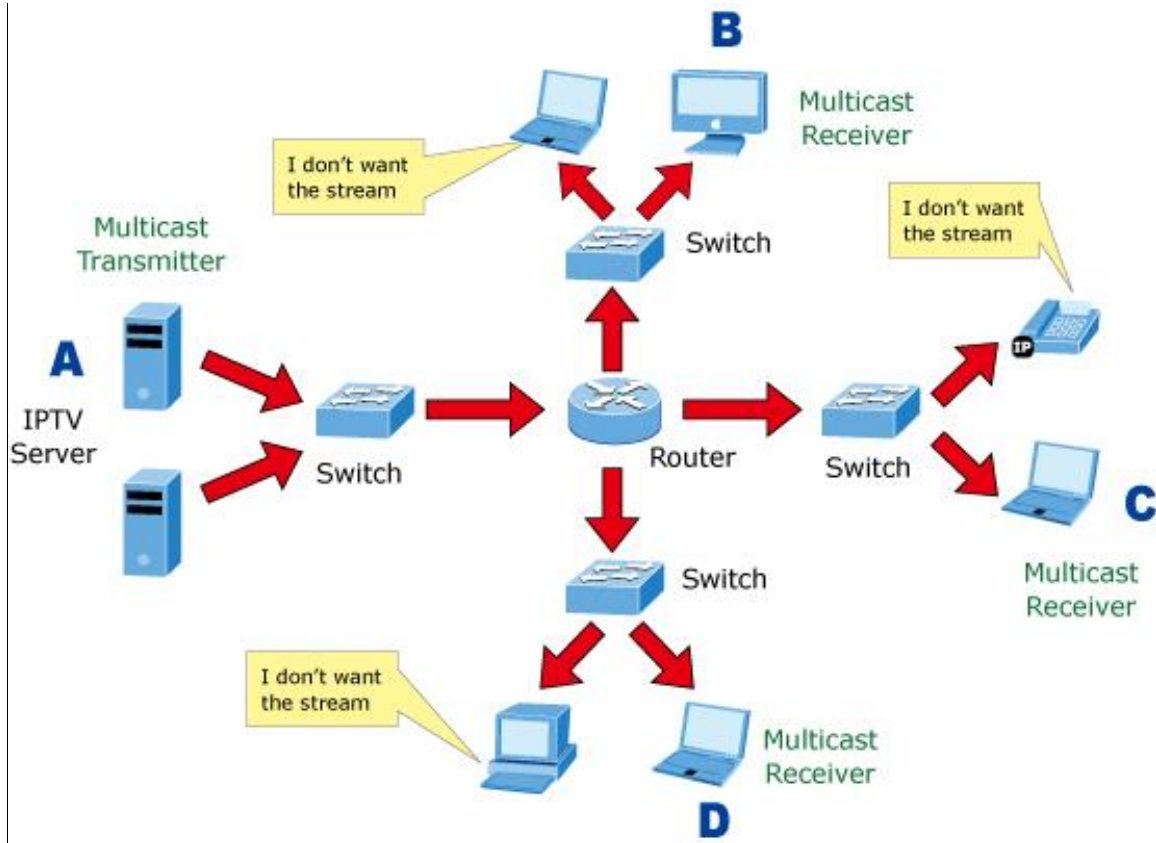 B
Multicast
Receiver
I don't want
the stream
I don't want
the stream
Switch
Multicast
Transmitter
A
IPTV
Server
IP
Switch
Router
Switch
C
Multicast
Receiver
Switch
I don't want
the stream
Multicast
Receiver
D